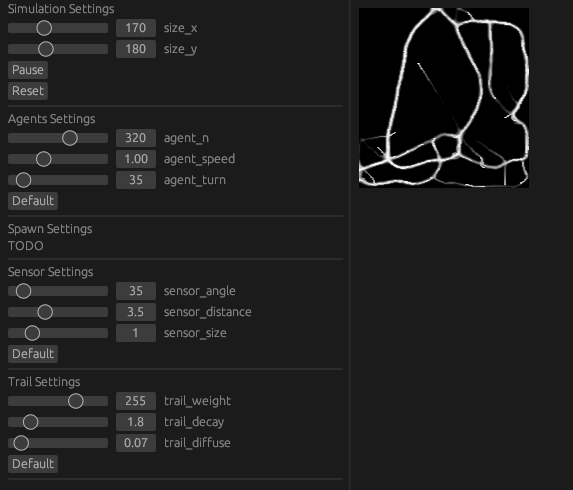 Simulation Settings
170 size_x
180 size_y
Pause
Reset
Agents Settings
320 agent_n
1.00 agent_speed
35 agent_turn
Default
Spawn Settings
TODO
Sensor Settings
35 sensor_angle
3.5 sensor_distance
1 sensor_size
Default
Trail Settings
255 trail_weight
1.8 trail_decay
0.07 trail_diffuse
Default